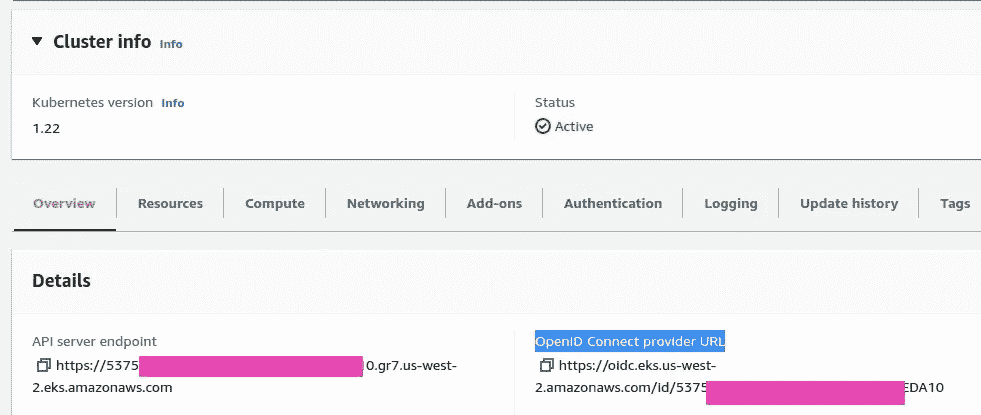 Cluster info Info
Kubernetes version Info
Status
1.22
Active
Overview Resources Compute Networking Add-ons Authentication Logging Update history Tags
Details
API server endpoint
https://5375 0.gr7.us-west-
2.eks.amazonaws.com
OpenID Connect provider URL
https://oidc.eks.us-west-
2.amazonaws.com/id/5375 EDA10